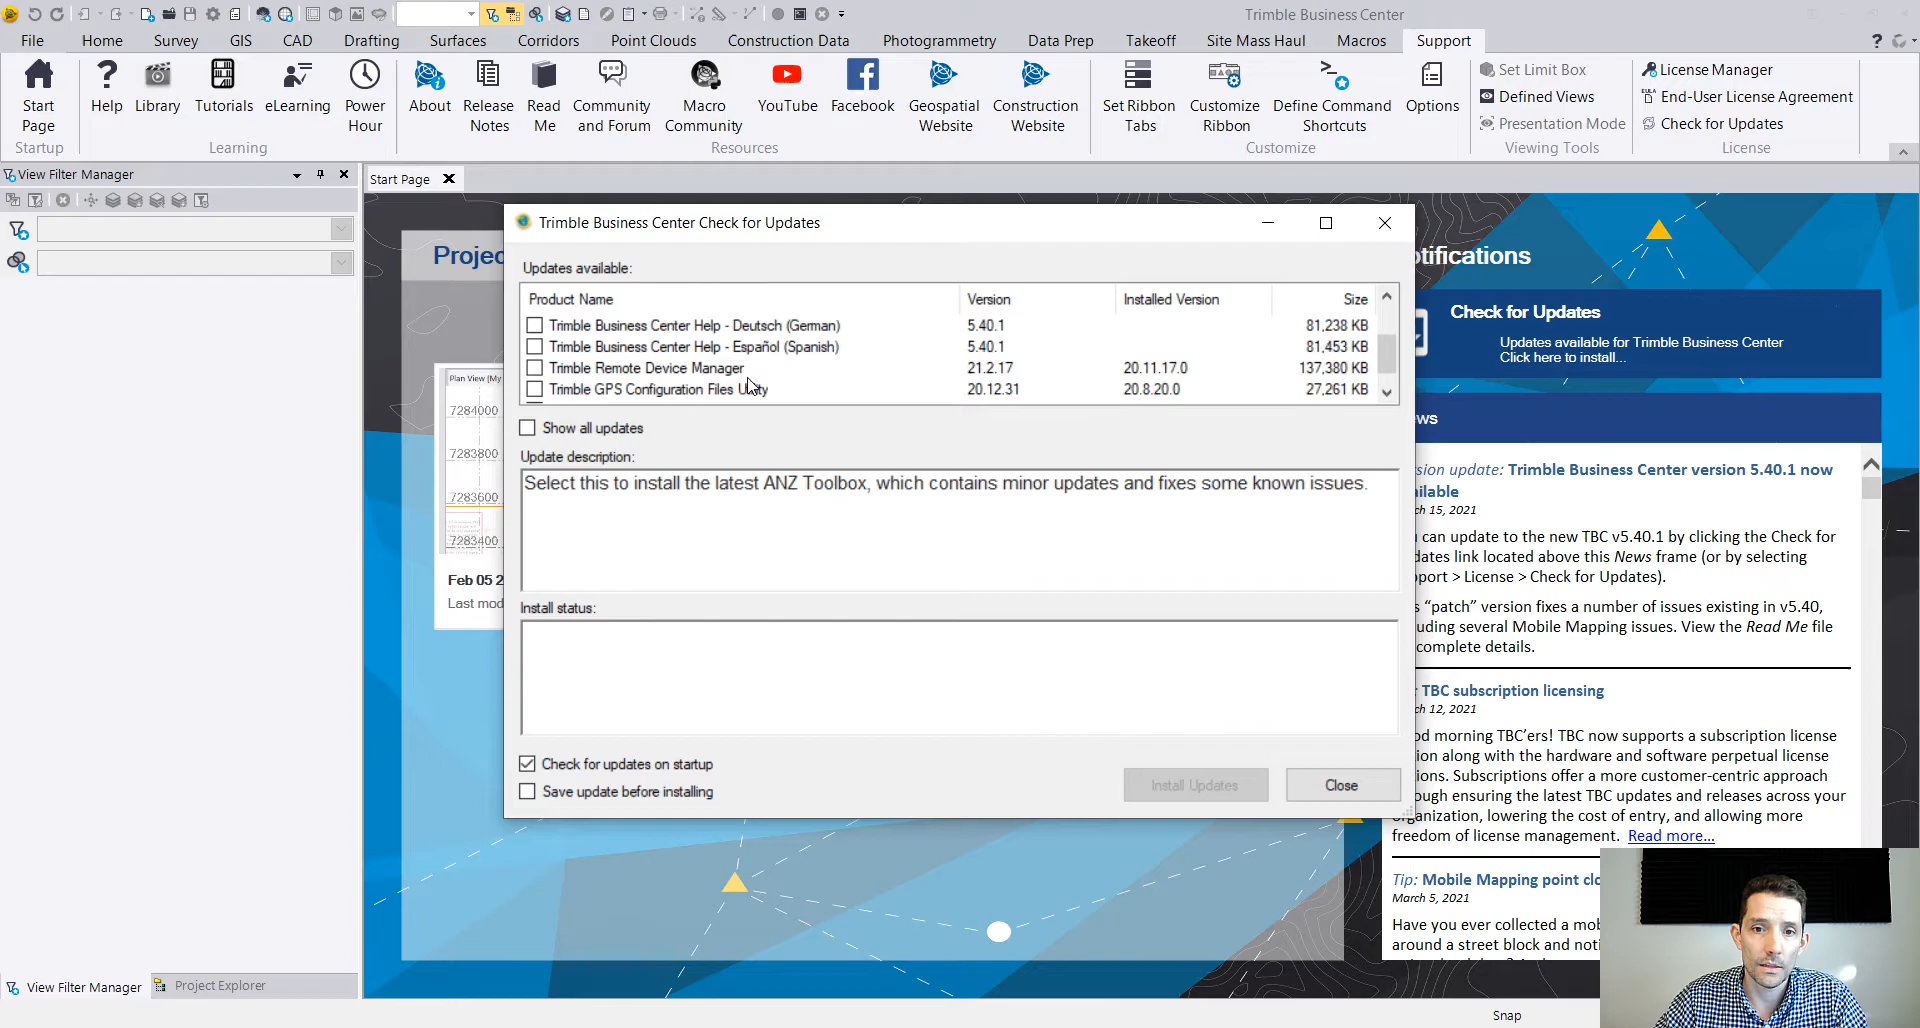 Trimble Business Center
File Home Survey GIS CAD Drafting Surfaces Corridors Point Clouds Construction Data Photogrammetry Data Prep Takeoff Site Mass Haul Macros Support
Start Page
Help
Library
Tutorials
eLearning
Power Hour
About
Release Notes
Read Me
Community and Forum
Macro Community
YouTube
Facebook
Geospatial Website
Construction Website
Set Ribbon Tabs
Customize Ribbon
Define Command Shortcuts
Options
Set Limit Box
Defined Views
Presentation Mode
License Manager
End-User License Agreement
Check for Updates
Startup Learning Resources Customize Viewing Tools License
View Filter Manager
Start Page
Projec
Plan View [My
7284000
7283800
7283600
7283400
Feb 05 2
Last mod
Trimble Business Center Check for Updates
Updates available:
Product Name Version Installed Version Size
Trimble Business Center Help - Deutsch (German) 5.40.1 81,238 KB
Trimble Business Center Help - Español (Spanish) 5.40.1 81,453 KB
Trimble Remote Device Manager 21.2.17 20.11.17.0 137,380 KB
Trimble GPS Configuration Files Utility 20.12.31 20.8.20.0 27,261 KB
Show all updates
Update description:
Select this to install the latest ANZ Toolbox, which contains minor updates and fixes some known issues.
Install status:
Check for updates on startup
Save update before installing
Install Updates Close
otifications
Check for Updates
Updates available for Trimble Business Center
Click here to install...
ws
sion update: Trimble Business Center version 5.40.1 now
ilable
ch 15, 2021
can update to the new TBC v5.40.1 by clicking the Check for
dates link located above this News frame (or by selecting
port > License > Check for Updates).
s “patch” version fixes a number of issues existing in v5.40,
uding several Mobile Mapping issues. View the Read Me file
complete details.
: TBC subscription licensing
ch 12, 2021
od morning TBC’ers! TBC now supports a subscription license
ion along with the hardware and software perpetual license
ions. Subscriptions offer a more customer-centric approach
ough ensuring the latest TBC updates and releases across your
organization, lowering the cost of entry, and allowing more
freedom of license management. Read more...
Tip: Mobile Mapping point clo
March 5, 2021
Have you ever collected a mob
around a street block and noti
View Filter Manager
Project Explorer
Snap